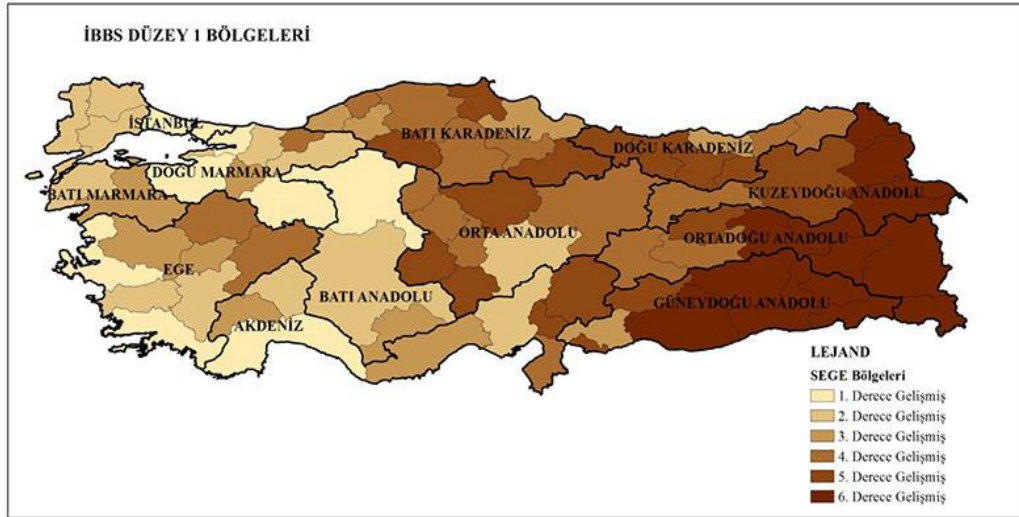 İBBS DÜZEY 1 BÖLGELERİ
İSTANBUL
BATI KARADENİZ
DOĞU KARADENİZ
DOĞU MARMARA
BATI MARMARA
KUZEYDOĞU ANADOLU
ORTA ANADOLU
ORTADOĞU ANADOLU
EGE
BATI ANADOLU
GÜNEYDOĞU ANADOLU
AKDENİZ
LEJAND
SEGE Bölgeleri
1. Derece Gelişmiş
2. Derece Gelişmiş
3. Derece Gelişmiş
4. Derece Gelişmiş
5. Derece Gelişmiş
6. Derece Gelişmiş